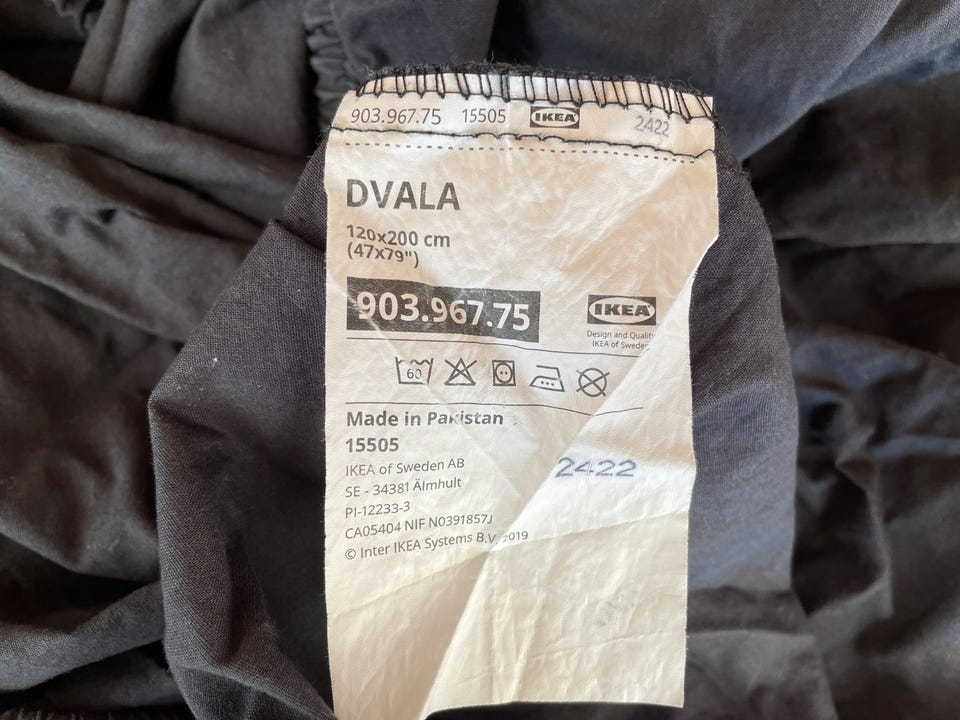 903.967.75 15505 IKEA 2422
DVALA
120x200 cm
(47x79")
903.967.75
IKEA
Design and Quality
IKEA of Sweden
60
Made in Pakistan
15505
2422
IKEA of Sweden AB
SE - 34381 Älmhult
PI-12233-3
CA05404 NIF N0391857J
© Inter IKEA Systems B.V. 2019